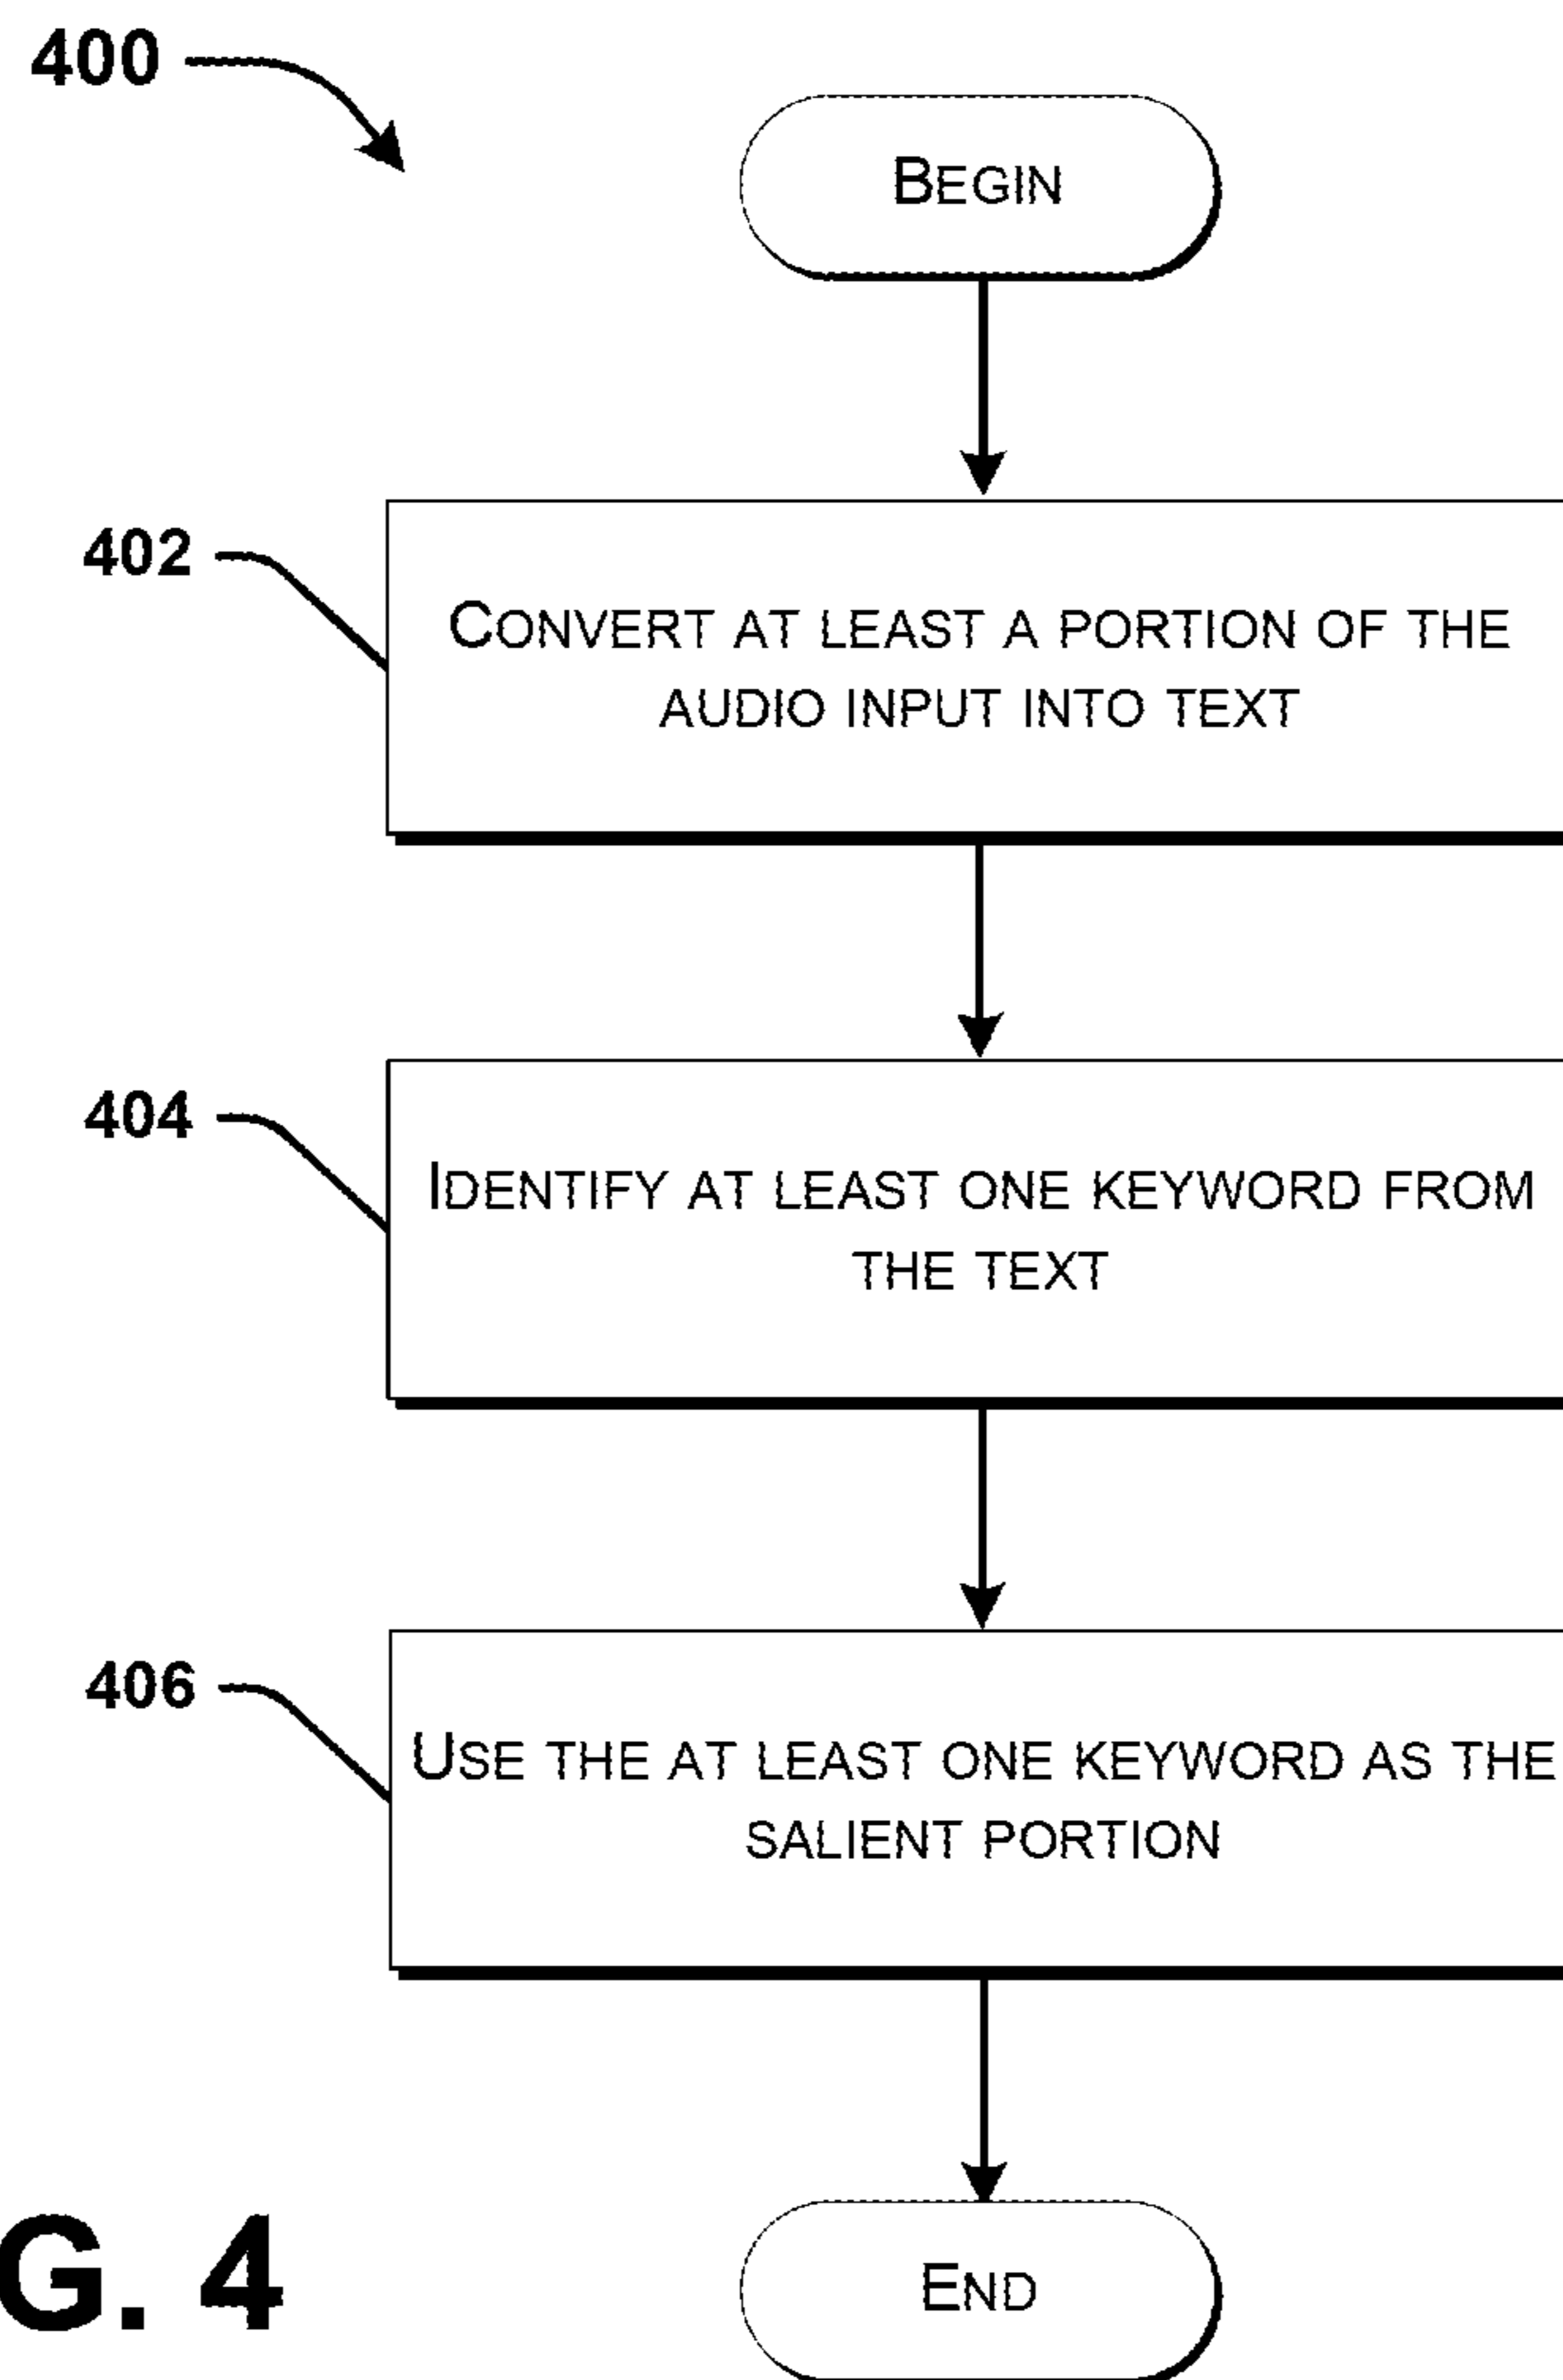 400
BEGIN
402
CONVERT AT LEAST A PORTION OF THE
AUDIO INPUT INTO TEXT
404
IDENTIFY AT LEAST ONE KEYWORD FROM
THE TEXT
406
USE THE AT LEAST ONE KEYWORD AS THE
SALIENT PORTION
G. 4
END